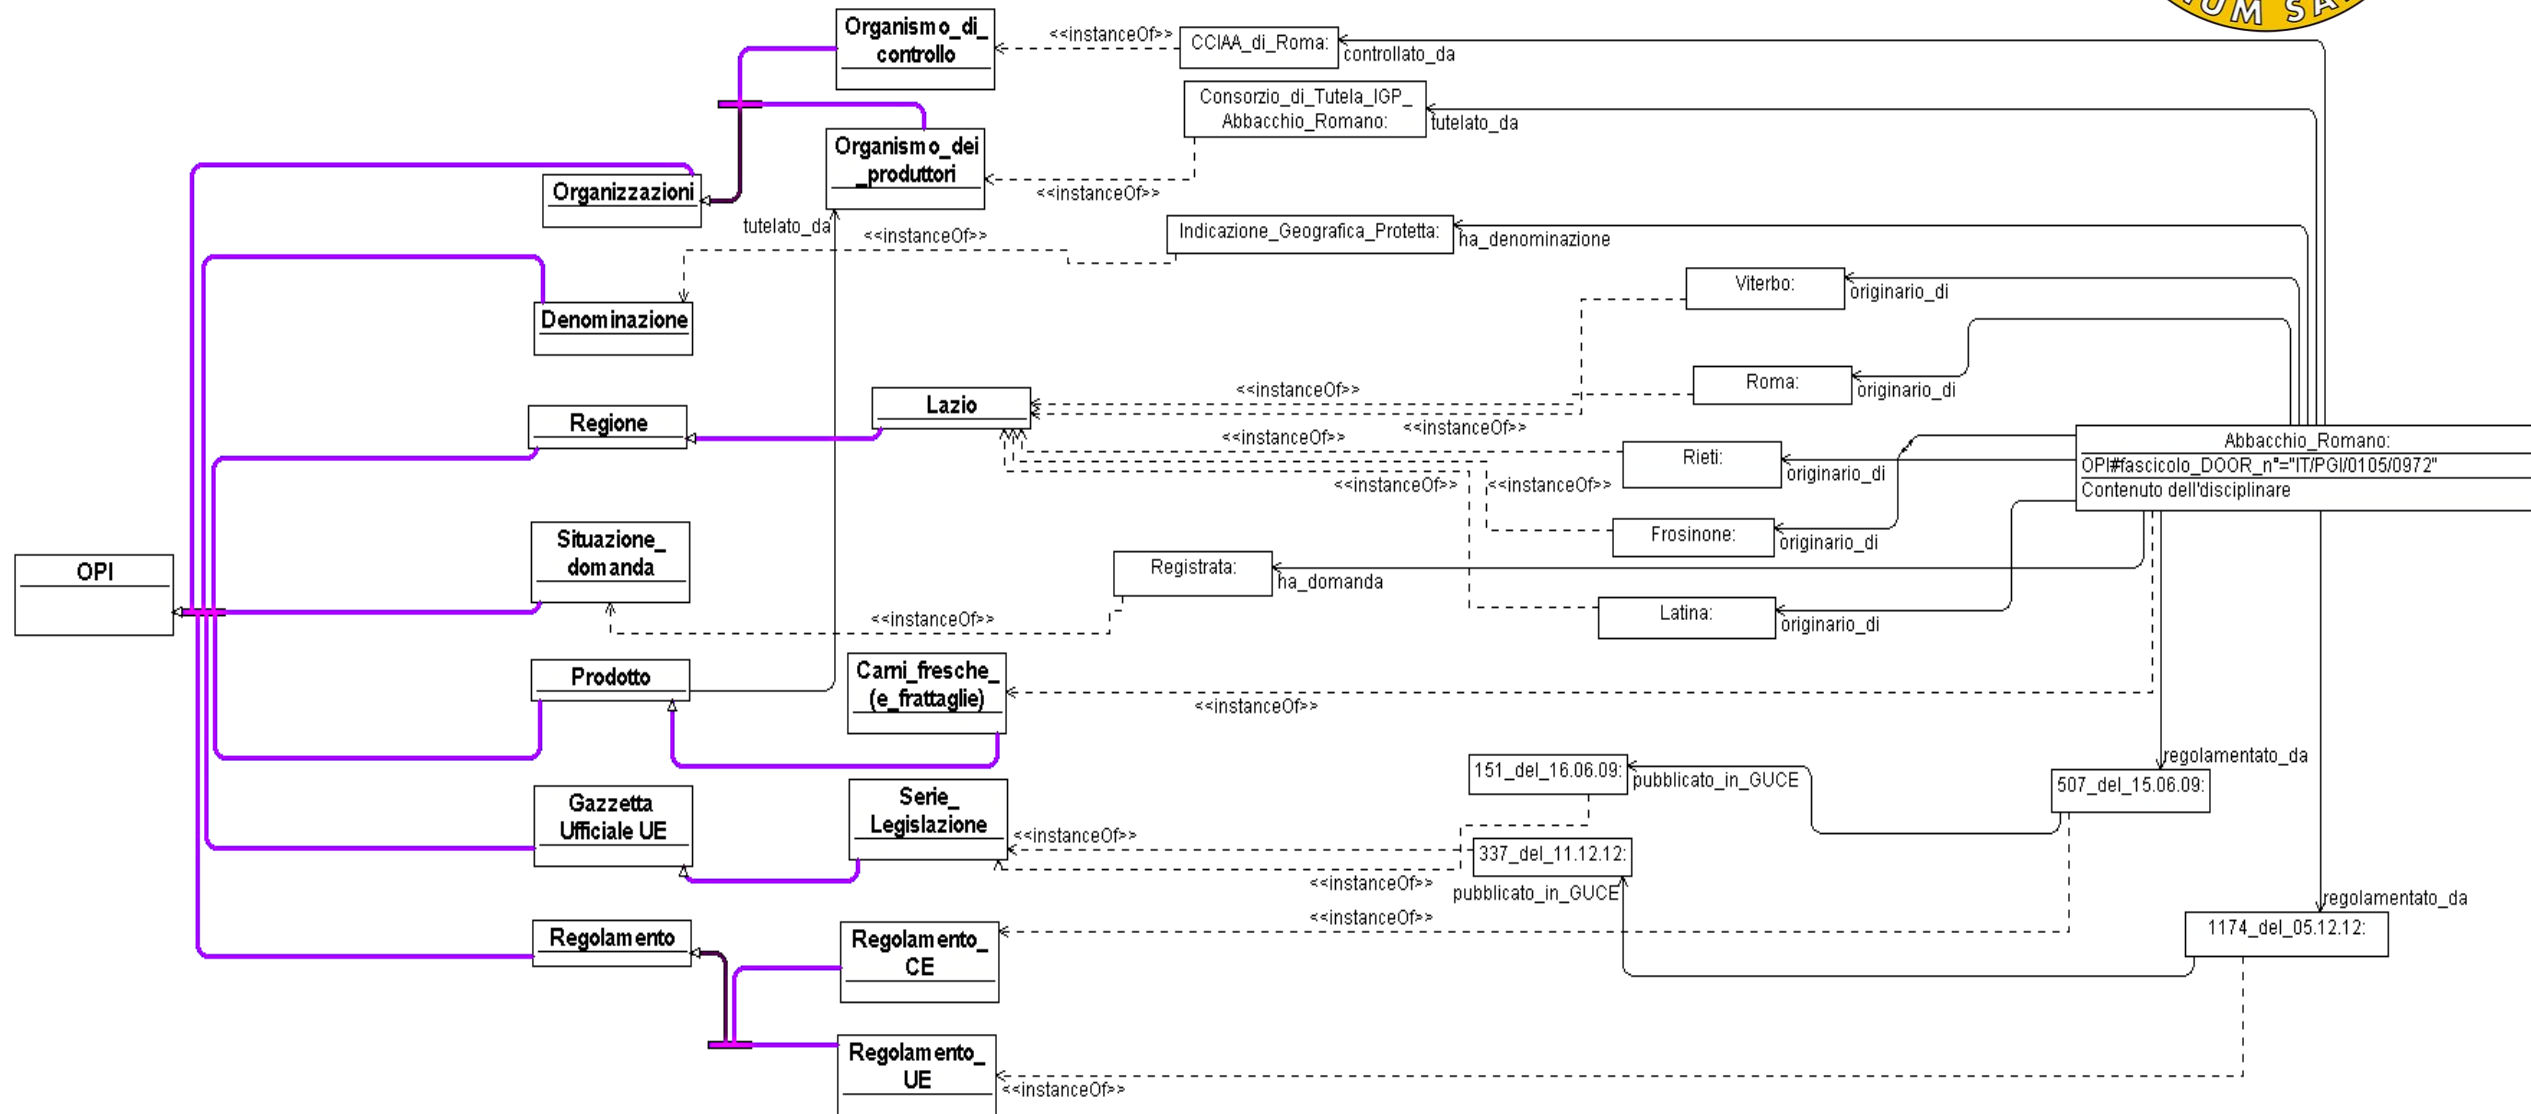 UM SA
Organismo_di_
controllo
<<instanceOf>>
CCIAA_di_Roma:
controllato_da
Consorzio_di_Tutela_IGP_
Abbacchio_Romano:
tutelato_da
Organismo_dei
_produttori
<<instanceOf>>
Organizzazioni
tutelato_da
<<instanceOf>>
Indicazione_Geografica_Protetta:
ha_denominazione
Viterbo:
originario_di
Denominazione
Roma:
originario_di
<<instanceOf>>
Lazio
Regione
<<instanceOf>>
<<instanceOf>>
Rieti:
originario_di
Abbacchio_Romano:
OPI#fascicolo_DOOR_n°="IT/PGI/0105/0972"
Contenuto dell'disciplinare
<<instanceOf>>
<<instanceOf>>
Frosinone:
originario_di
Situazione_
domanda
OPI
Registrata:
ha_domanda
<<instanceOf>>
Latina:
originario_di
Prodotto
Carni_fresche_
(e_frattaglie)
<<instanceOf>>
regolamentato_da
151_del_16.06.09:
pubblicato_in_GUCE
507_del_15.06.09:
Gazzetta
Ufficiale UE
Serie_
Legislazione
<<instanceOf>>
337_del_11.12.12:
<<instanceOf>>
pubblicato_in_GUCE
regolamentato_da
<<instanceOf>>
1174_del_05.12.12:
Regolamento
Regolamento_
CE
Regolamento_
UE
<<instanceOf>>